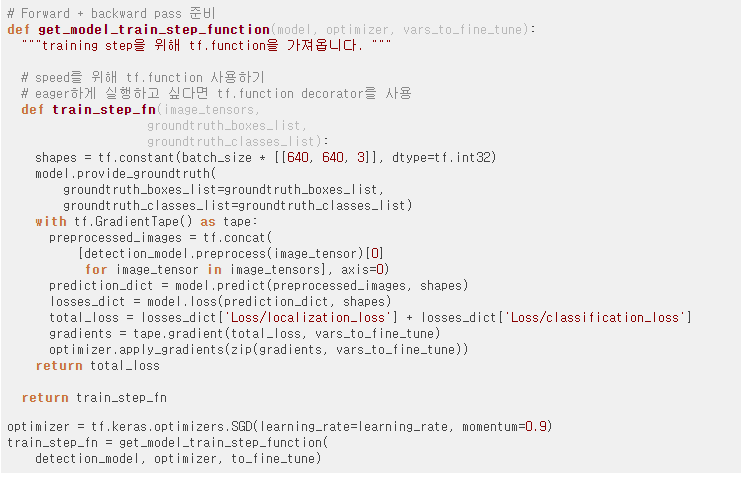 # Forward + backward pass 준비
def get_model_train_step_function(model, optimizer, vars_to_fine_tune):
  """training step을 위해 tf.function을 가져옵니다. """

  # speed를 위해 tf.function 사용하기
  # eager하게 실행하고 싶다면 tf.function decorator를 사용
  def train_step_fn(image_tensors,
                    groundtruth_boxes_list,
                    groundtruth_classes_list):
    shapes = tf.constant(batch_size * [[640, 640, 3]], dtype=tf.int32)
    model.provide_groundtruth(
        groundtruth_boxes_list=groundtruth_boxes_list,
        groundtruth_classes_list=groundtruth_classes_list)
    with tf.GradientTape() as tape:
      preprocessed_images = tf.concat(
          [detection_model.preprocess(image_tensor)[0]
           for image_tensor in image_tensors], axis=0)
      prediction_dict = model.predict(preprocessed_images, shapes)
      losses_dict = model.loss(prediction_dict, shapes)
      total_loss = losses_dict['Loss/localization_loss'] + losses_dict['Loss/classification_loss']
      gradients = tape.gradient(total_loss, vars_to_fine_tune)
      optimizer.apply_gradients(zip(gradients, vars_to_fine_tune))
    return total_loss

  return train_step_fn

optimizer = tf.keras.optimizers.SGD(learning_rate=learning_rate, momentum=0.9)
train_step_fn = get_model_train_step_function(
    detection_model, optimizer, to_fine_tune)